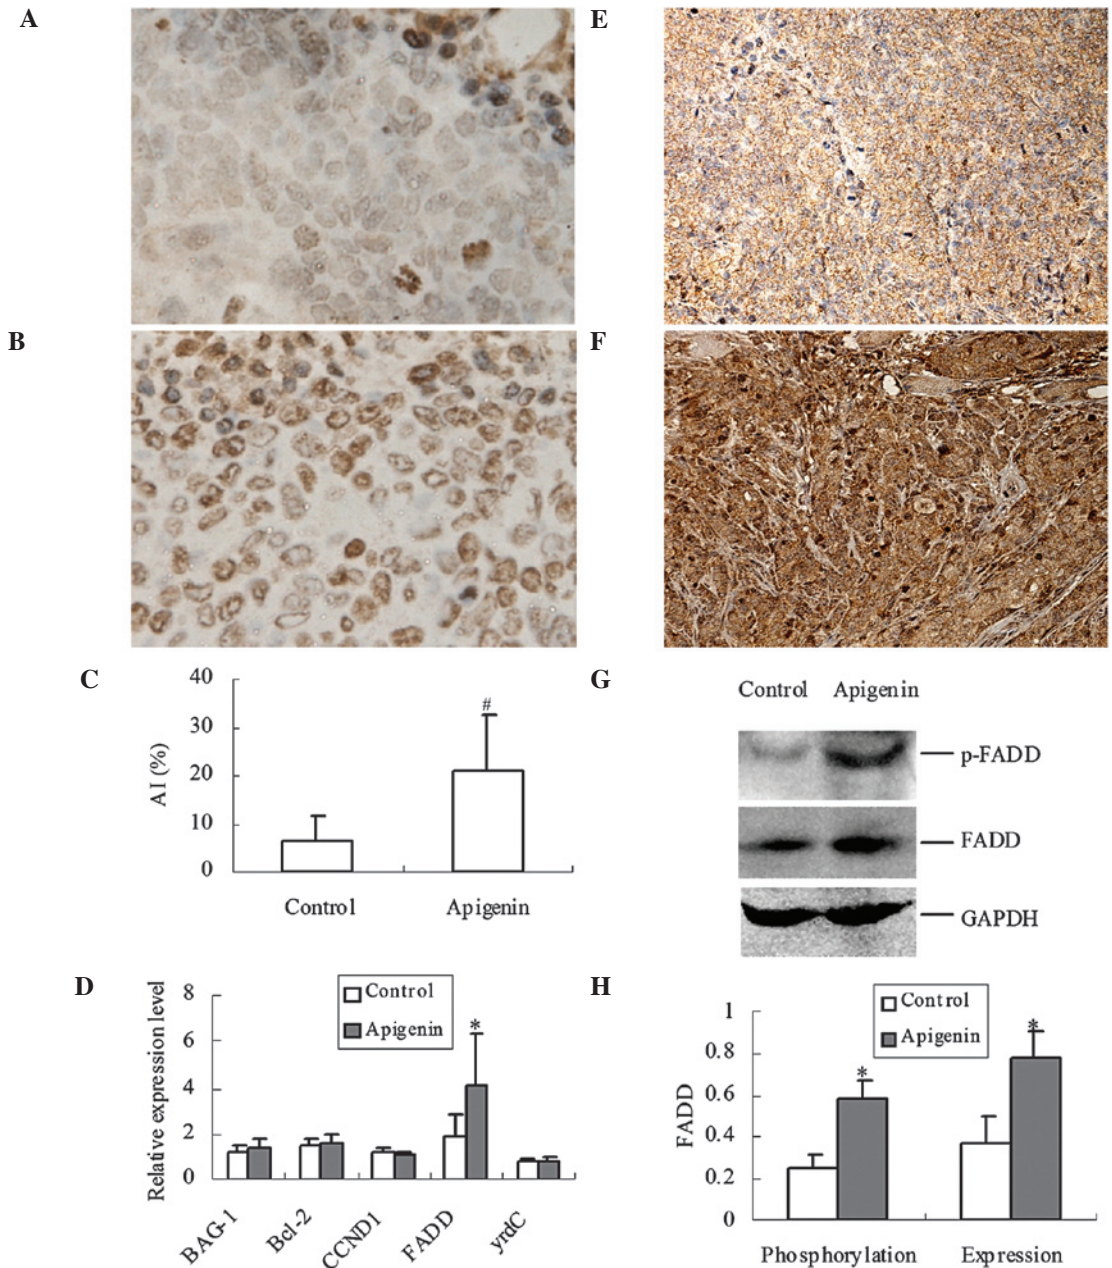 A
B
C
40
30
20
10
0
AI (%)
#
Control
Apigenin
D
8
6
4
2
0
Relative expression level
Control
Apigenin
*
BAG-1
Bcl-2
CCND1
FADD
yrdC
E
F
G
Control Apigenin
p-FADD
FADD
GAPDH
H
1
0.8
0.6
0.4
0.2
0
FADD
Control
Apigenin
*
*
Phosphorylation
Expression